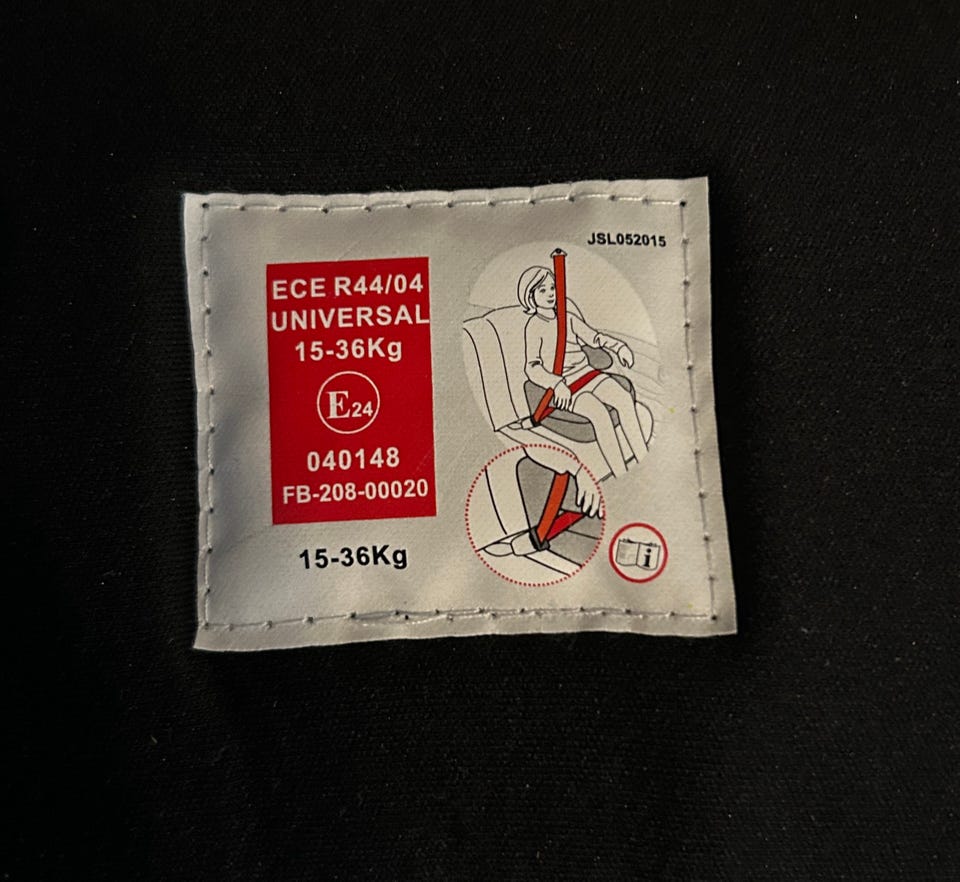 JSL052015
ECE R44/04
UNIVERSAL
15-36Kg
E24
040148
FB-208-00020
15-36Kg
i